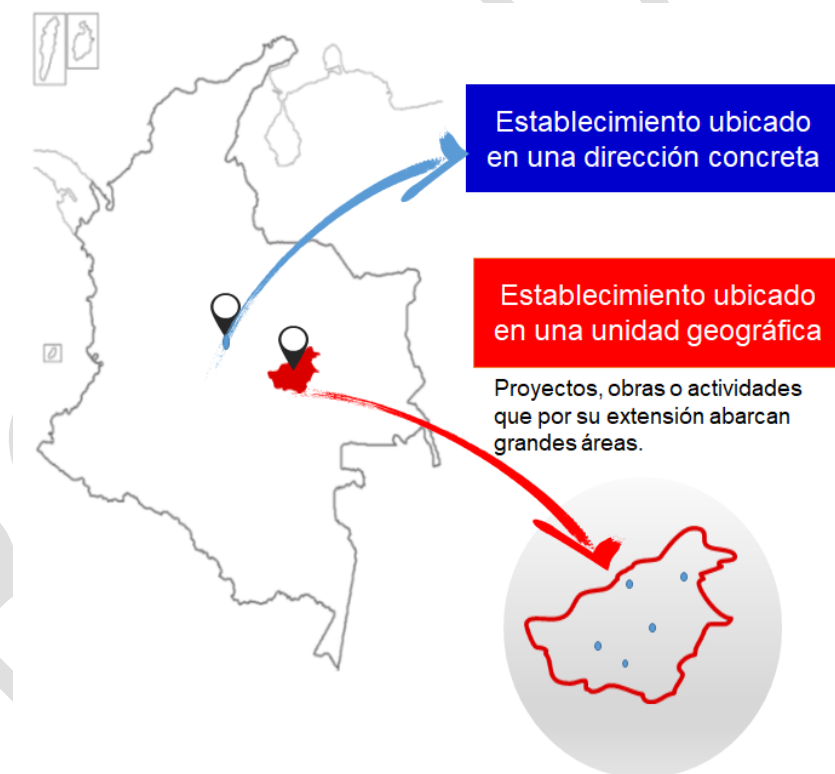 Establecimiento ubicado
en una dirección concreta
Establecimiento ubicado
en una unidad geográfica
Proyectos, obras o actividades
que por su extensión abarcan
grandes áreas.